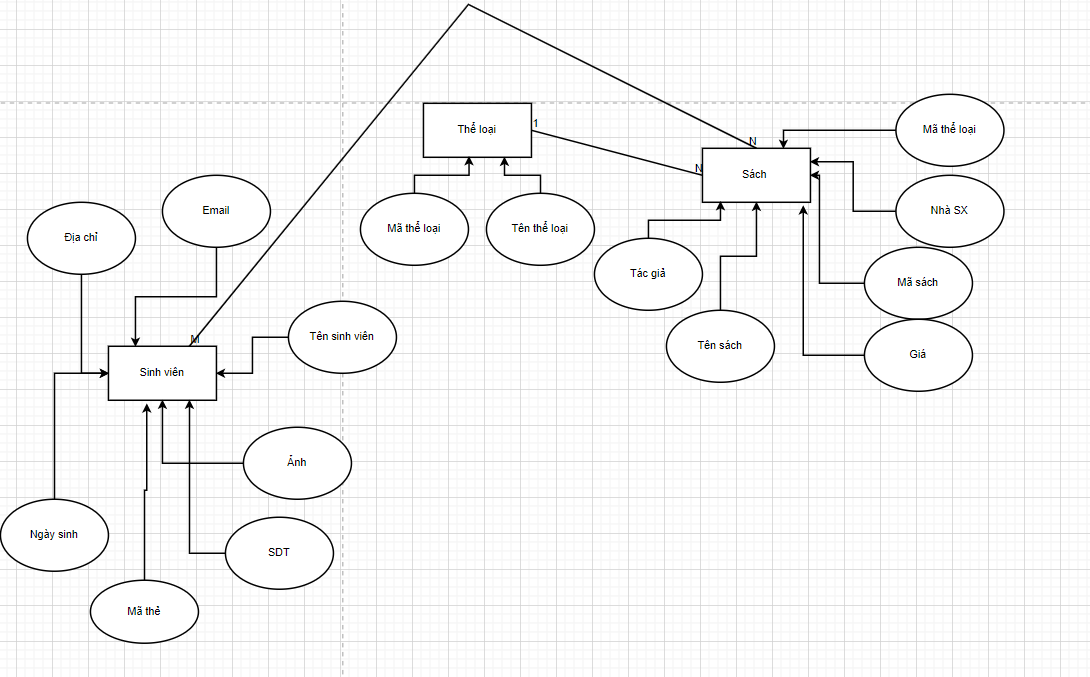 Thể loại
1
N
N
Sách
Mã thể loại
Nhà SX
Mã sách
Giá
Mã thể loại
Tên thể loại
Tác giả
Tên sách
Email
Địa chỉ
M
Sinh viên
Tên sinh viên
Ảnh
SDT
Ngày sinh
Mã thẻ